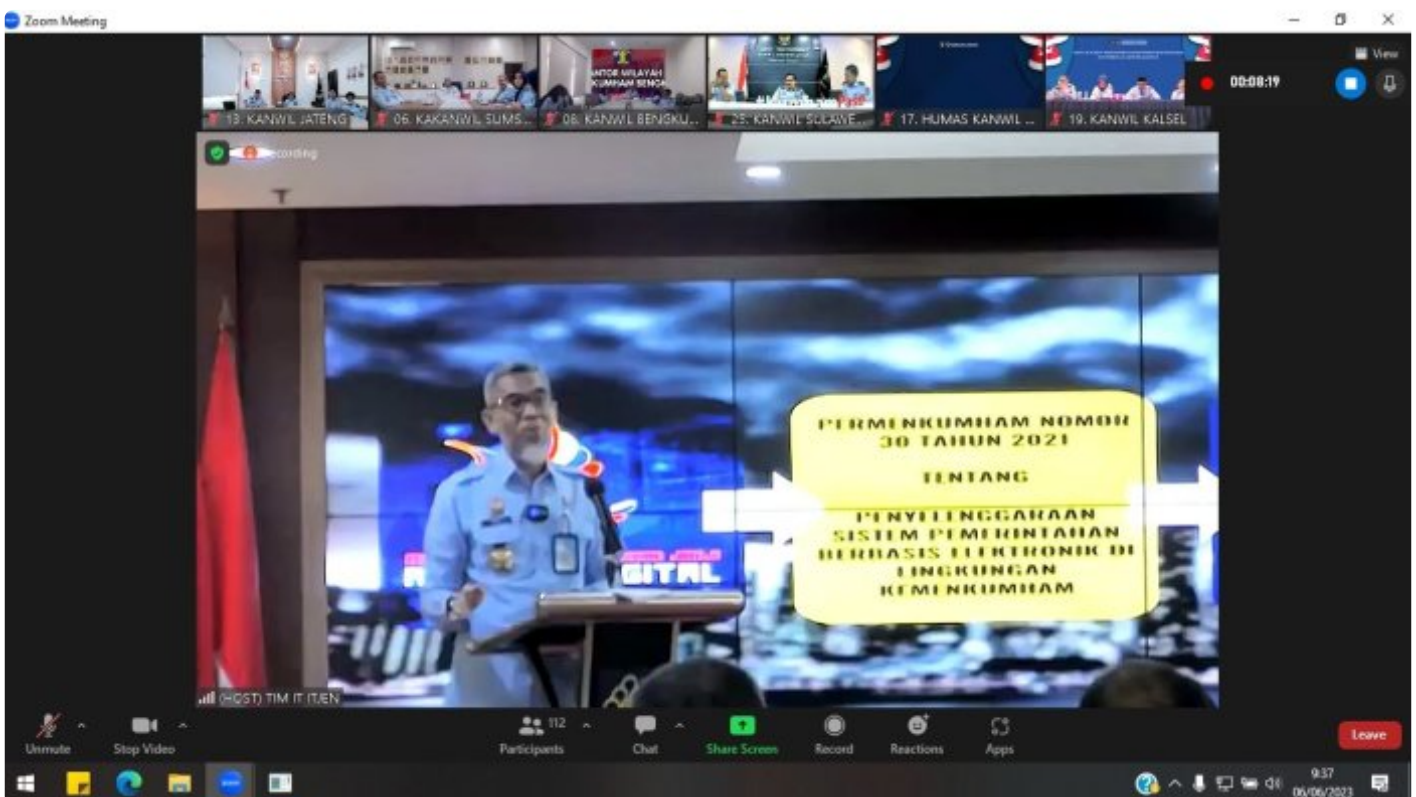 Zoom Meeting
View
00:08:19
KANTOR WILAYAH
13. KANWIL JATENG
06. KAKANWIL SUMS...
08. KANWIL BENGKU...
25. KANWIL SULAWE...
17. HUMAS KANWIL ...
19. KANWIL KALSEL
Recording
PERMENKUMHAM NOMOR
30 TAHUN 2021
TENTANG
PENYELENGGARAAN
SISTEM PEMERINTAHAN
BERBASIS ELEKTRONIK DI
LINGKUNGAN
KEMENKUMHAM
(HOST) TIM IT ITJEN
Unmute
Stop Video
112
Participants
Chat
Share Screen
Record
Reactions
Apps
Leave
zoom
9:37
06/06/2023